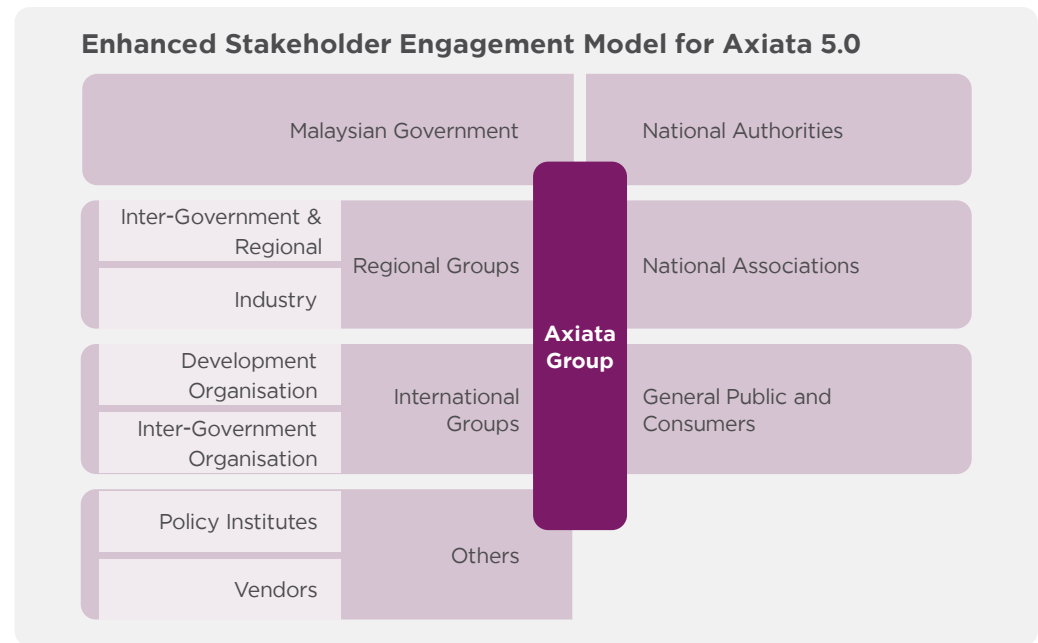 Enhanced Stakeholder Engagement Model for Axiata 5.0
Malaysian Government
National Authorities
Inter-Government &
Regional
Industry
Regional Groups
National Associations
Axiata
Group
Development
Organisation
Inter-Government
Organisation
International
Groups
General Public and
Consumers
Policy Institutes
Vendors
Others